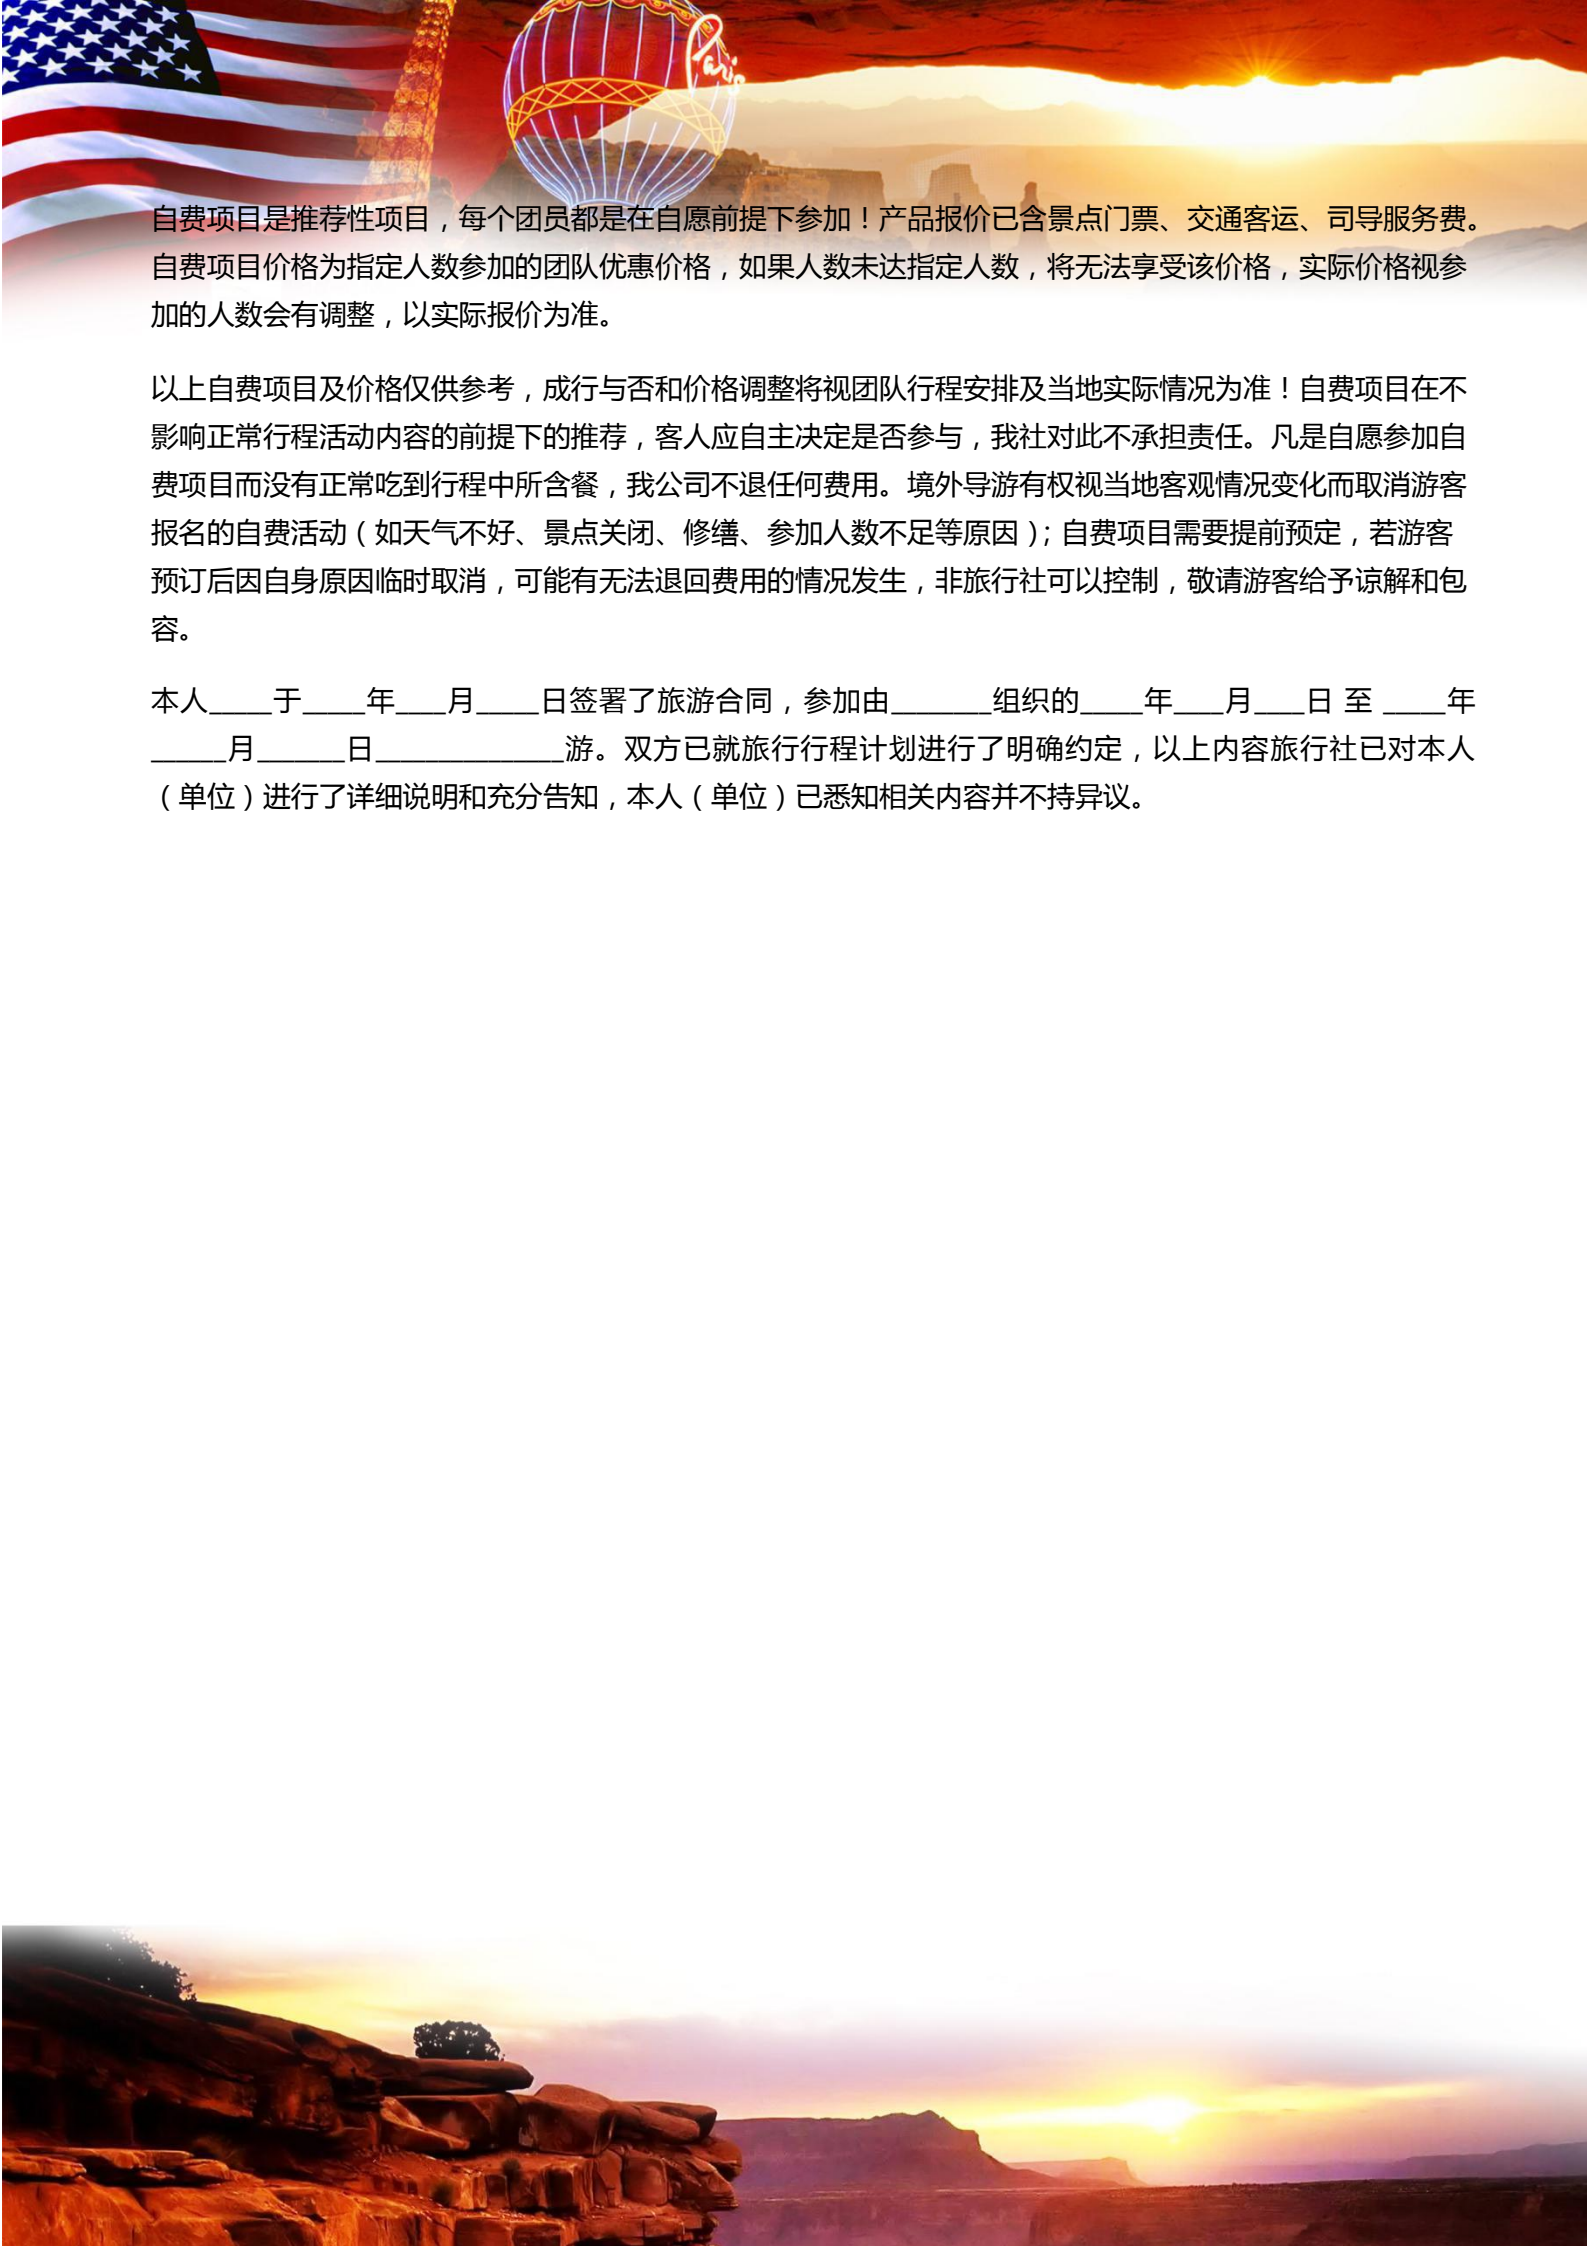 Paris
自费项目是推荐性项目，每个团员都是在自愿前提下参加！产品报价已含景点门票、交通客运、司导服务费。
自费项目价格为指定人数参加的团队优惠价格，如果人数未达指定人数，将无法享受该价格，实际价格视参
加的人数会有调整，以实际报价为准。
以上自费项目及价格仅供参考，成行与否和价格调整将视团队行程安排及当地实际情况为准！自费项目在不
影响正常行程活动内容的前提下的推荐，客人应自主决定是否参与，我社对此不承担责任。凡是自愿参加自
费项目而没有正常吃到行程中所含餐，我公司不退任何费用。境外导游有权视当地客观情况变化而取消游客
报名的自费活动（如天气不好、景点关闭、修缮、参加人数不足等原因）；自费项目需要提前预定，若游客
预订后因自身原因临时取消，可能有无法退回费用的情况发生，非旅行社可以控制，敬请游客给予谅解和包
容。
本人_____于_____年____月_____日签署了旅游合同，参加由________组织的_____年____月____日 至 _____年
______月_______日_______________游。双方已就旅行行程计划进行了明确约定，以上内容旅行社已对本人
（单位）进行了详细说明和充分告知，本人（单位）已悉知相关内容并不持异议。